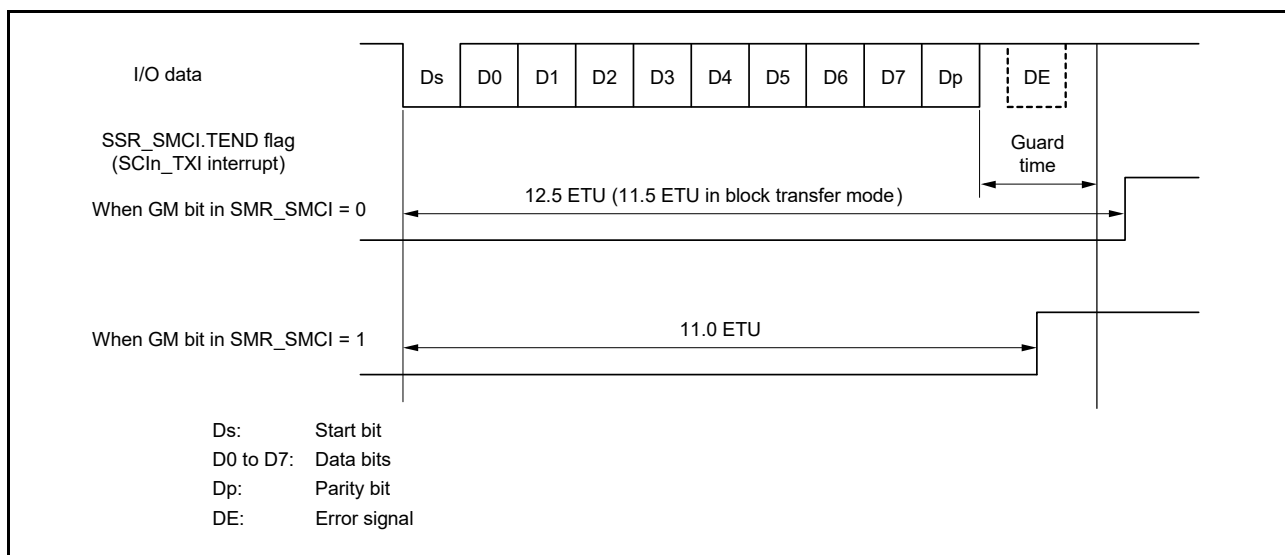 I/O data
Ds D0 D1 D2 D3 D4 D5 D6 D7 Dp DE
SSR_SMCI.TEND flag
(SCIn_TXI interrupt)
Guard
time
When GM bit in SMR_SMCI = 0
12.5 ETU (11.5 ETU in block transfer mode)
When GM bit in SMR_SMCI = 1
11.0 ETU
Ds: Start bit
D0 to D7: Data bits
Dp: Parity bit
DE: Error signal